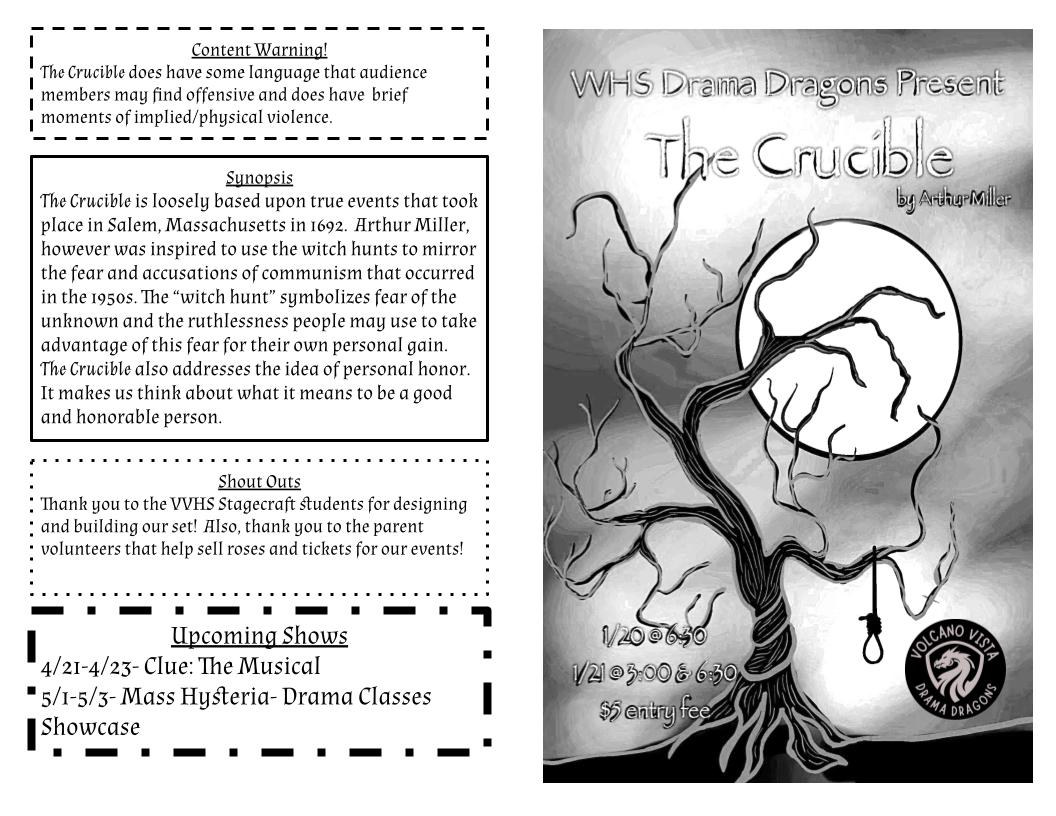 Content Warning!
The Crucible does have some language that audience
members may find offensive and does have brief
moments of implied/physical violence.
Synopsis
The Crucible is loosely based upon true events that took
place in Salem, Massachusetts in 1692. Arthur Miller,
however was inspired to use the witch hunts to mirror
the fear and accusations of communism that occurred
in the 1950s. The “witch hunt” symbolizes fear of the
unknown and the ruthlessness people may use to take
advantage of this fear for their own personal gain.
The Crucible also addresses the idea of personal honor.
It makes us think about what it means to be a good
and honorable person.
Shout Outs
Thank you to the VVHS Stagecraft students for designing
and building our set! Also, thank you to the parent
volunteers that help sell roses and tickets for our events!
Upcoming Shows
4/21-4/23- Clue: The Musical
5/1-5/3- Mass Hysteria- Drama Classes
Showcase
VVHS Drama Dragons Present
The Crucible
by Arthur Miller
1/20 @ 6:30
1/21 @ 3:00 & 6:30
$5 entry fee
VOLCANO VISTA
DRAMA DRAGONS